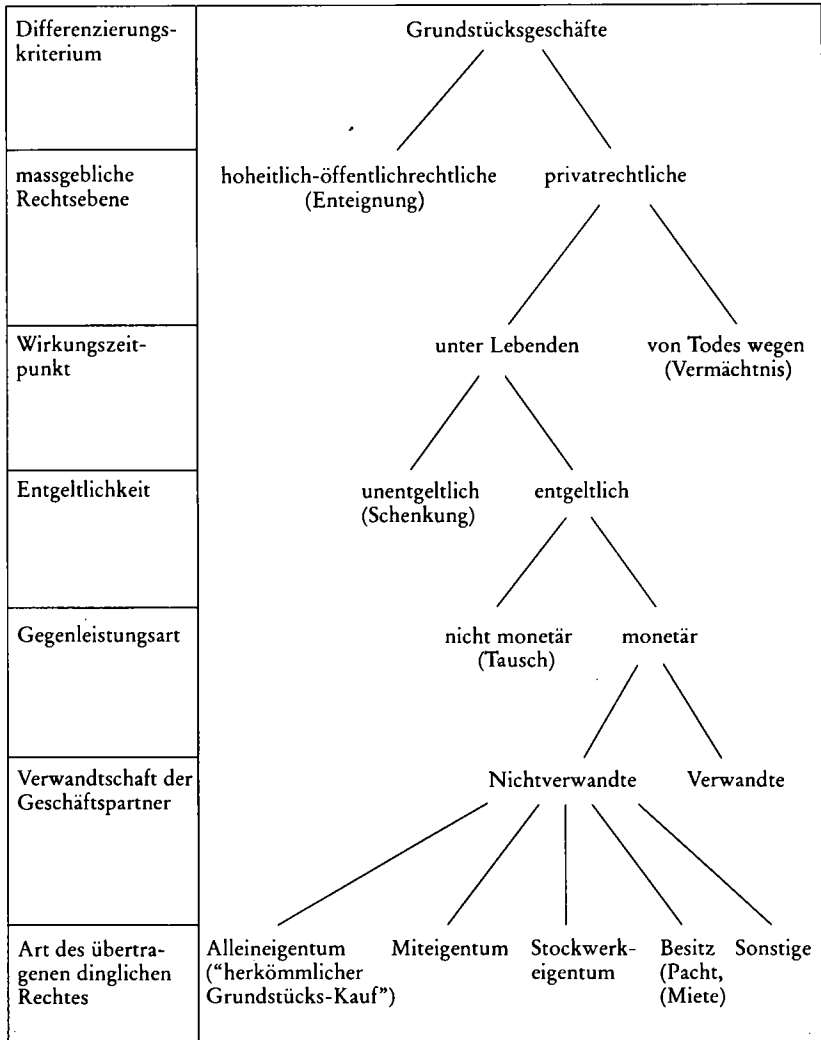 Differenzierungs-
kriterium
Grundstücksgeschäfte
massgebliche
Rechtsebene
hoheitlich-öffentlichrechtliche
(Enteignung)
privatrechtliche
Wirkungszeit-
punkt
unter Lebenden
von Todes wegen
(Vermächtnis)
Entgeltlichkeit
unentgeltlich
(Schenkung)
entgeltlich
Gegenleistungsart
nicht monetär
(Tausch)
monetär
Verwandtschaft der
Geschäftspartner
Nichtverwandte
Verwandte
Art des übertra-
genen dinglichen
Rechtes
Alleineigentum
(“herkömmlicher
Grundstücks-Kauf”)
Miteigentum
Stockwerk-
eigentum
Besitz
(Pacht,
(Miete)
Sonstige